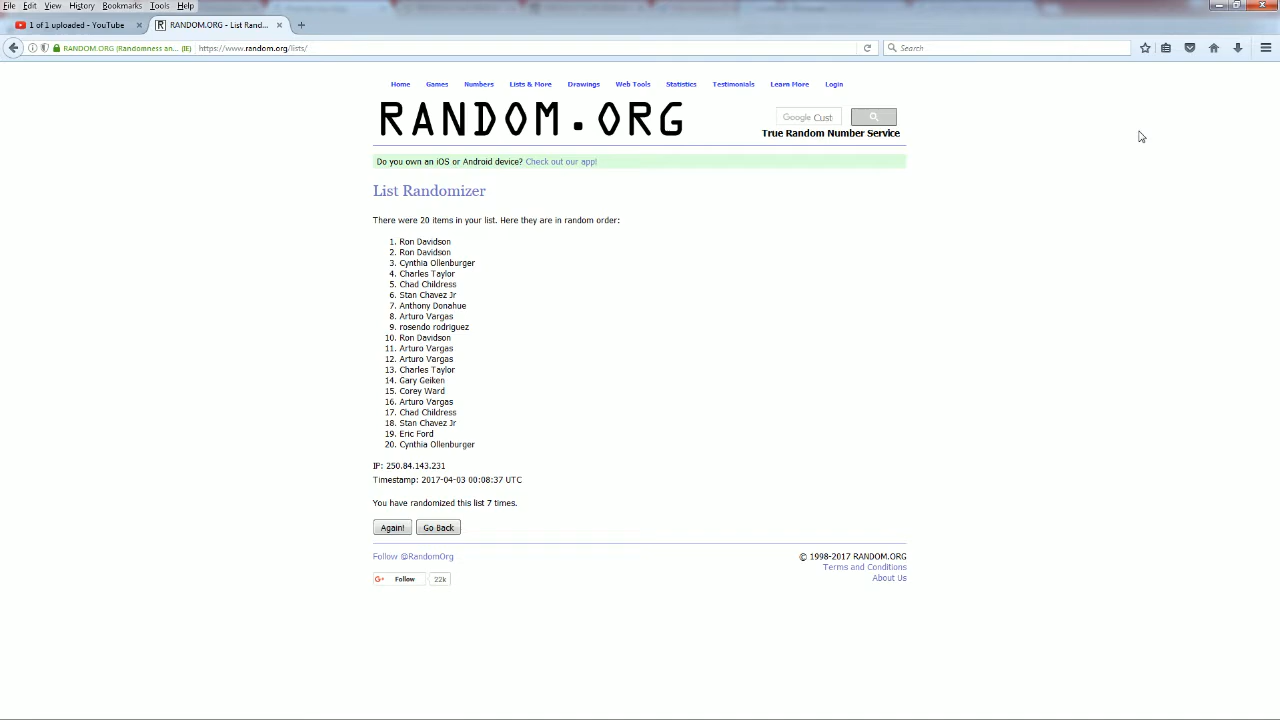 File Edit View History Bookmarks Tools Help
1 of 1 uploaded - YouTube
RANDOM.ORG - List Rand...
RANDOM.ORG (Randomness an... (IE)
https://www.random.org/lists/
Search
Home Games Numbers Lists & More Drawings Web Tools Statistics Testimonials Learn More Login
RANDOM.ORG
Google Cust
True Random Number Service
Do you own an iOS or Android device? Check out our app!
List Randomizer
There were 20 items in your list. Here they are in random order:
1. Ron Davidson
2. Ron Davidson
3. Cynthia Ollenburger
4. Charles Taylor
5. Chad Childress
6. Stan Chavez Jr
7. Anthony Donahue
8. Arturo Vargas
9. rosendo rodriguez
10. Ron Davidson
11. Arturo Vargas
12. Arturo Vargas
13. Charles Taylor
14. Gary Geiken
15. Corey Ward
16. Arturo Vargas
17. Chad Childress
18. Stan Chavez Jr
19. Eric Ford
20. Cynthia Ollenburger
IP: 250.84.143.231
Timestamp: 2017-04-03 00:08:37 UTC
You have randomized this list 7 times.
Again! Go Back
Follow @RandomOrg
© 1998-2017 RANDOM.ORG
Terms and Conditions
About Us
G+ Follow 22k